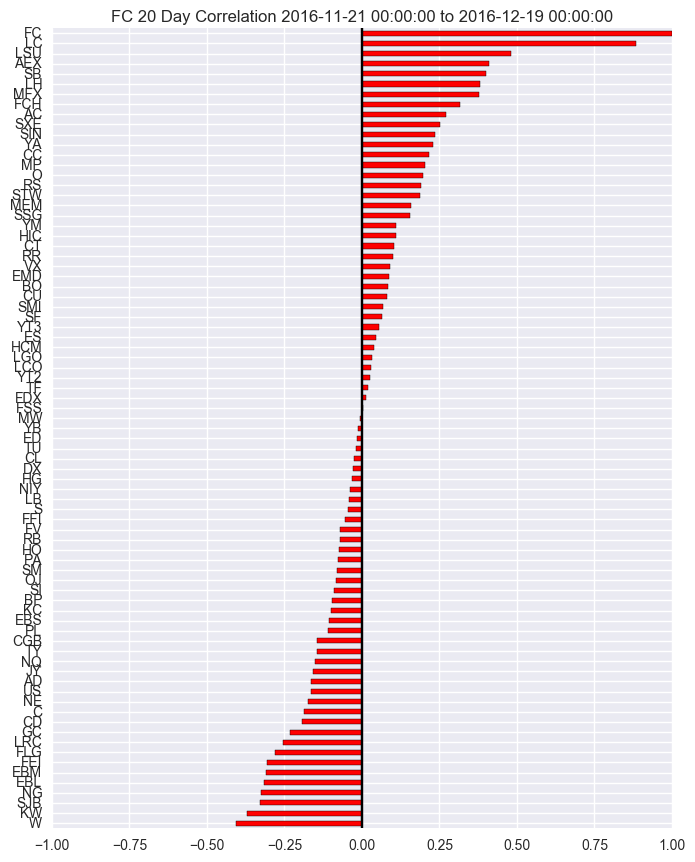 FC 20 Day Correlation 2016-11-21 00:00:00 to 2016-12-19 00:00:00
FC
LC
LSU
AEX
SB
LH
MFX
FCH
AC
SXE
SIN
YA
CC
MP
O
RS
STW
MEM
SSG
YM
HIC
CT
RR
VX
EMD
BO
CU
SMI
SF
YT3
ES
HCM
LGO
LCO
YT2
TF
FDX
FSS
MW
YB
ED
TU
CL
DX
HG
NIY
LB
S
FFI
FV
RB
HO
PA
SM
OJ
SI
BP
KC
EBS
PL
CGB
TY
NQ
JY
AD
US
NE
C
CD
GC
LRC
FLG
FEI
EBM
EBL
NG
SJB
KW
W
−1.00 −0.75 −0.50 −0.25 0.00 0.25 0.50 0.75 1.00